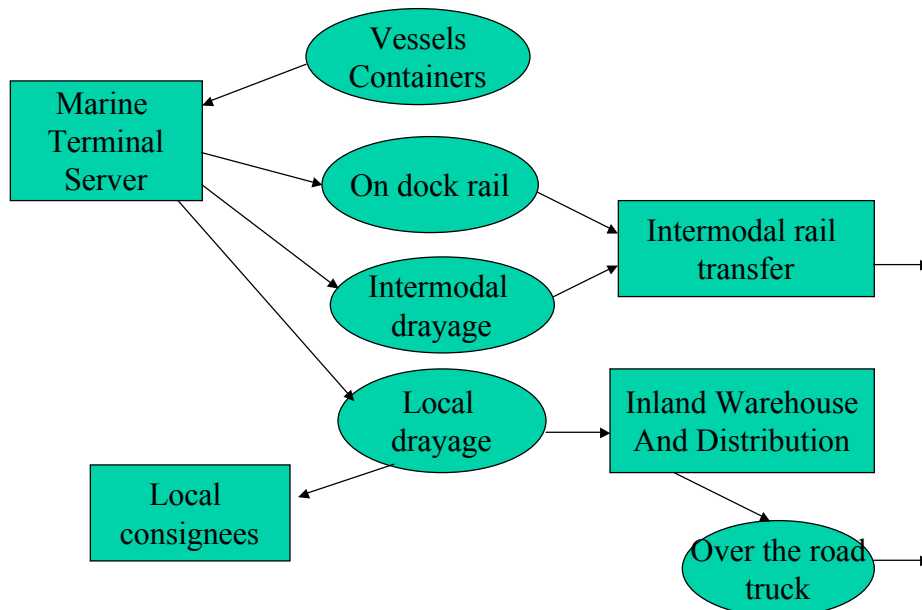 Vessels
Containers
Marine
Terminal
Server
On dock rail
Intermodal rail
transfer
Intermodal
drayage
Local
drayage
Inland Warehouse
And Distribution
Local
consignees
Over the road
truck